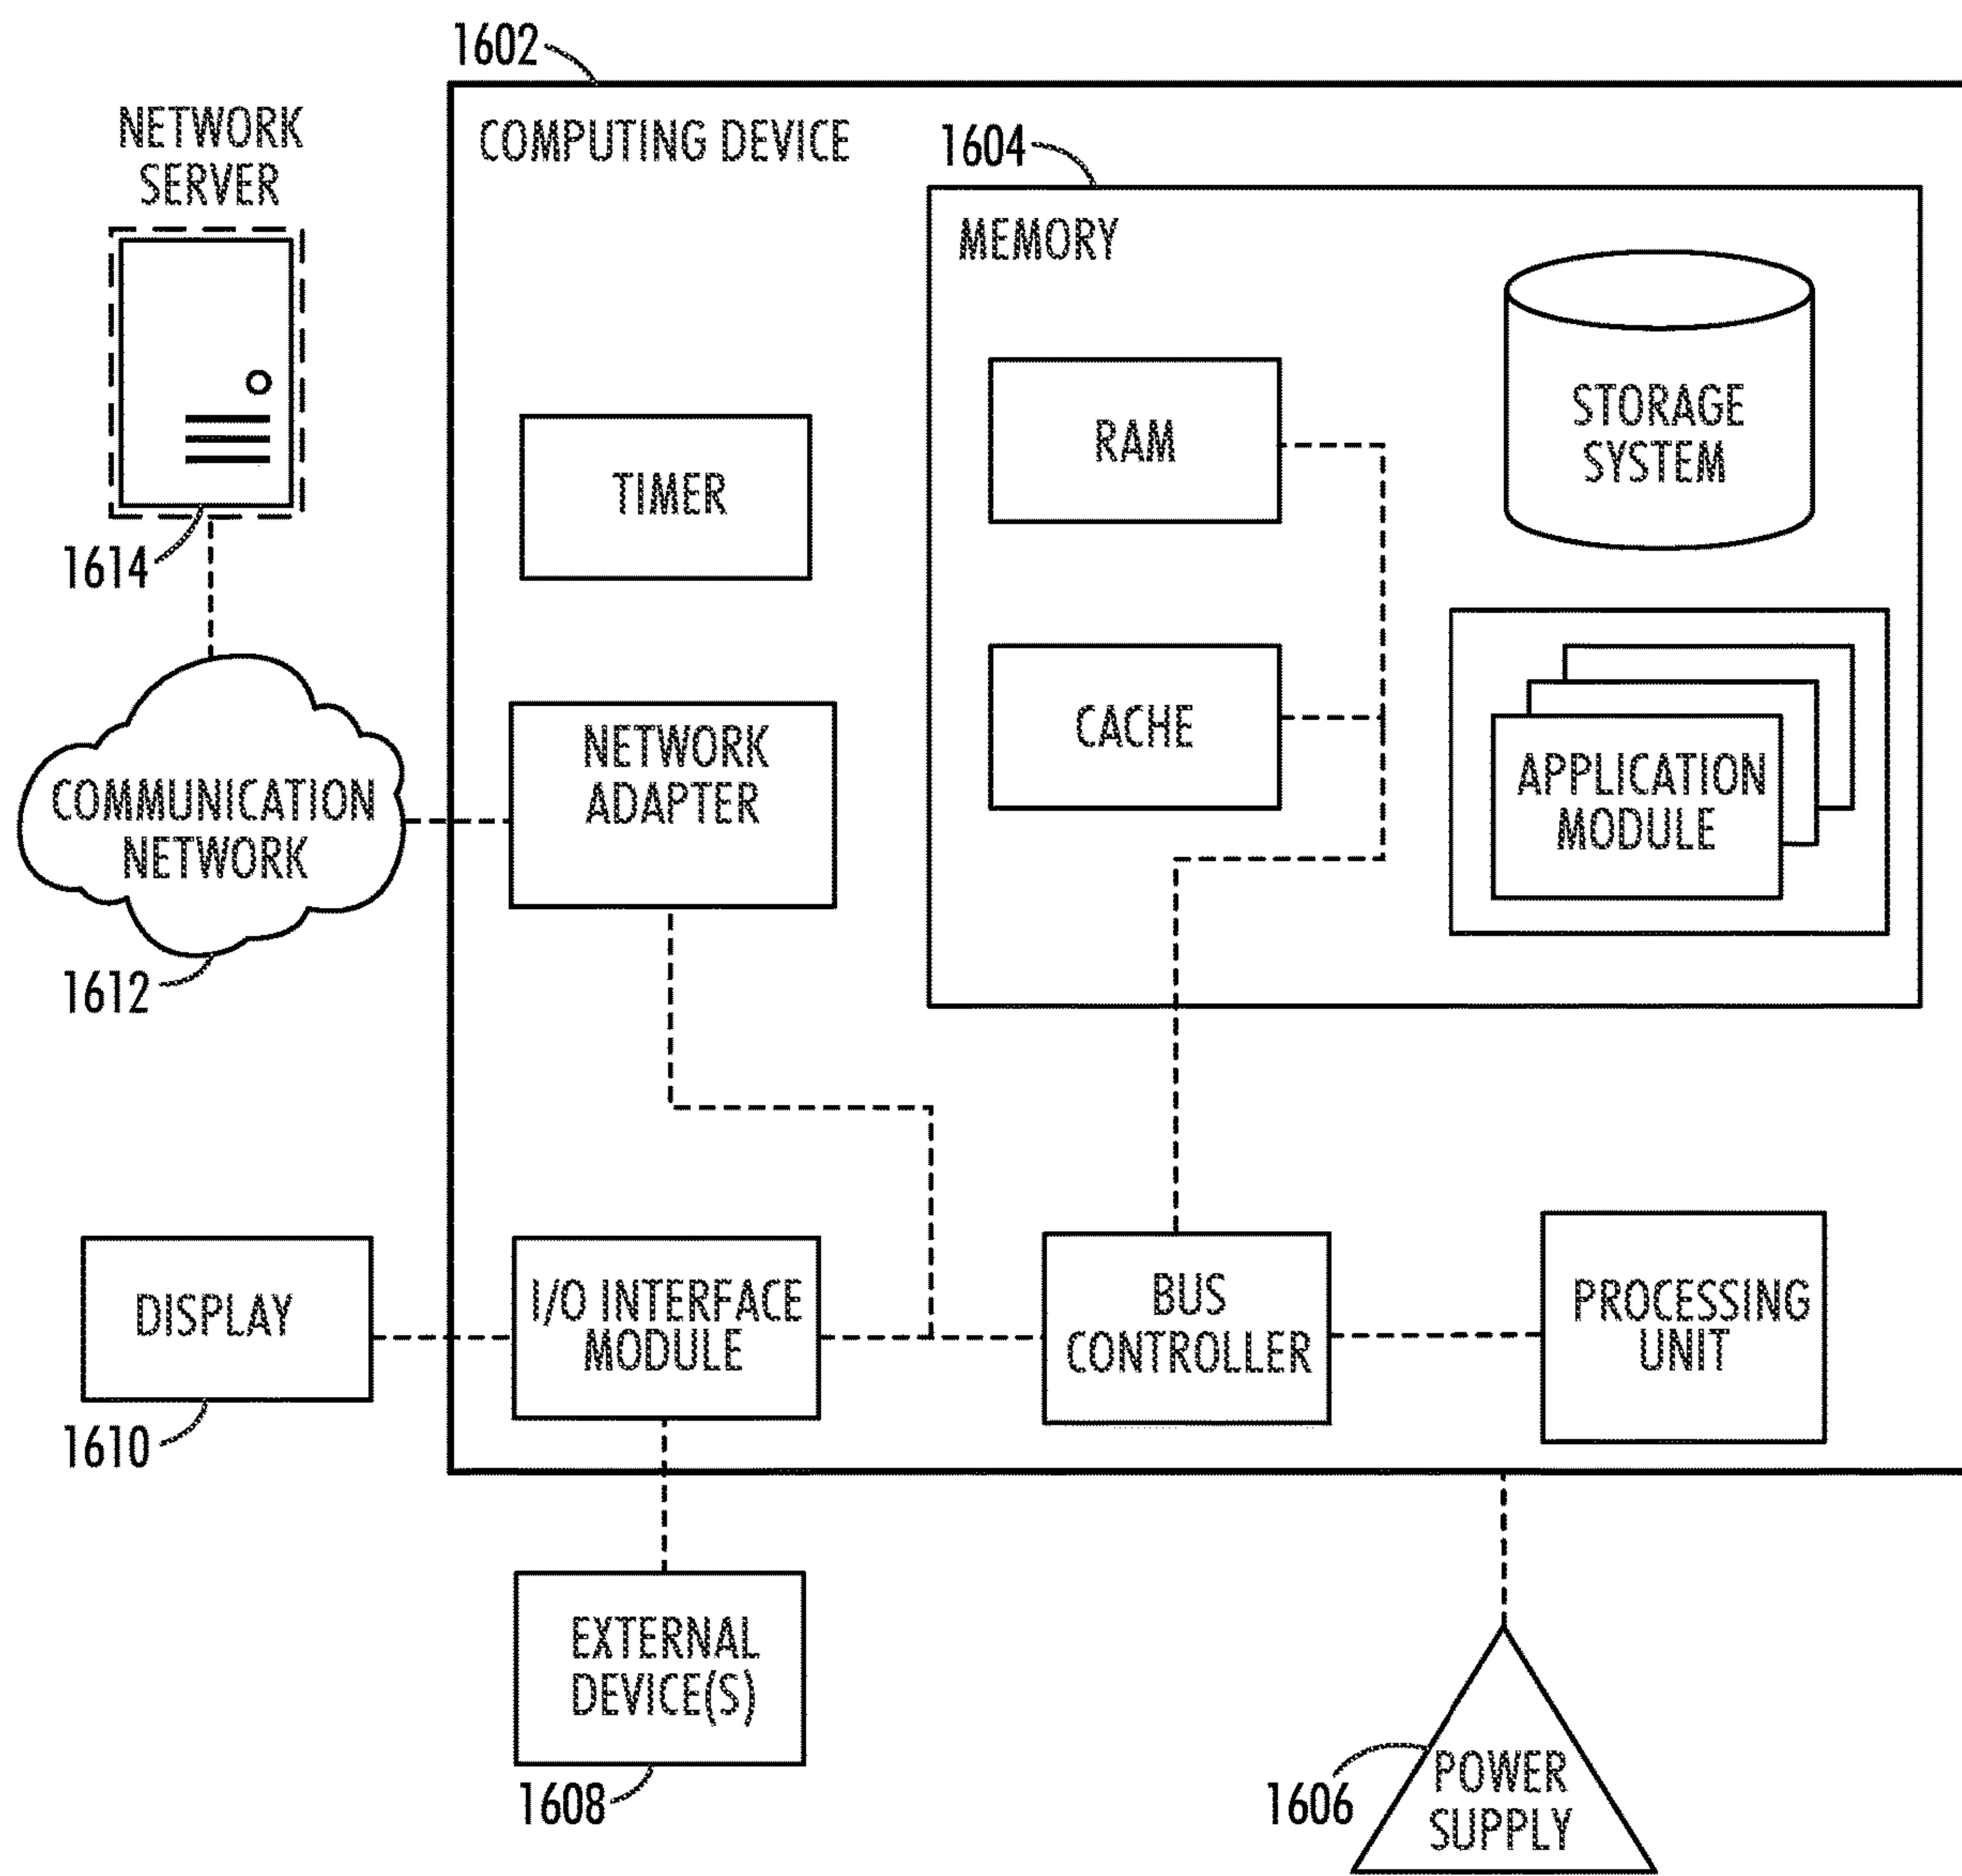 1602
NETWORK
SERVER
COMPUTING DEVICE
1604
MEMORY
STORAGE
SYSTEM
RAM
TIMER
1614
CACHE
NETWORK
ADAPTER
APPLICATION
MODULE
COMMUNICATION
NETWORK
1612
DISPLAY
I/O INTERFACE
MODULE
BUS
CONTROLLER
PROCESSING
UNIT
1610
EXTERNAL
DEVICE(S)
1608
1606
POWER
SUPPLY